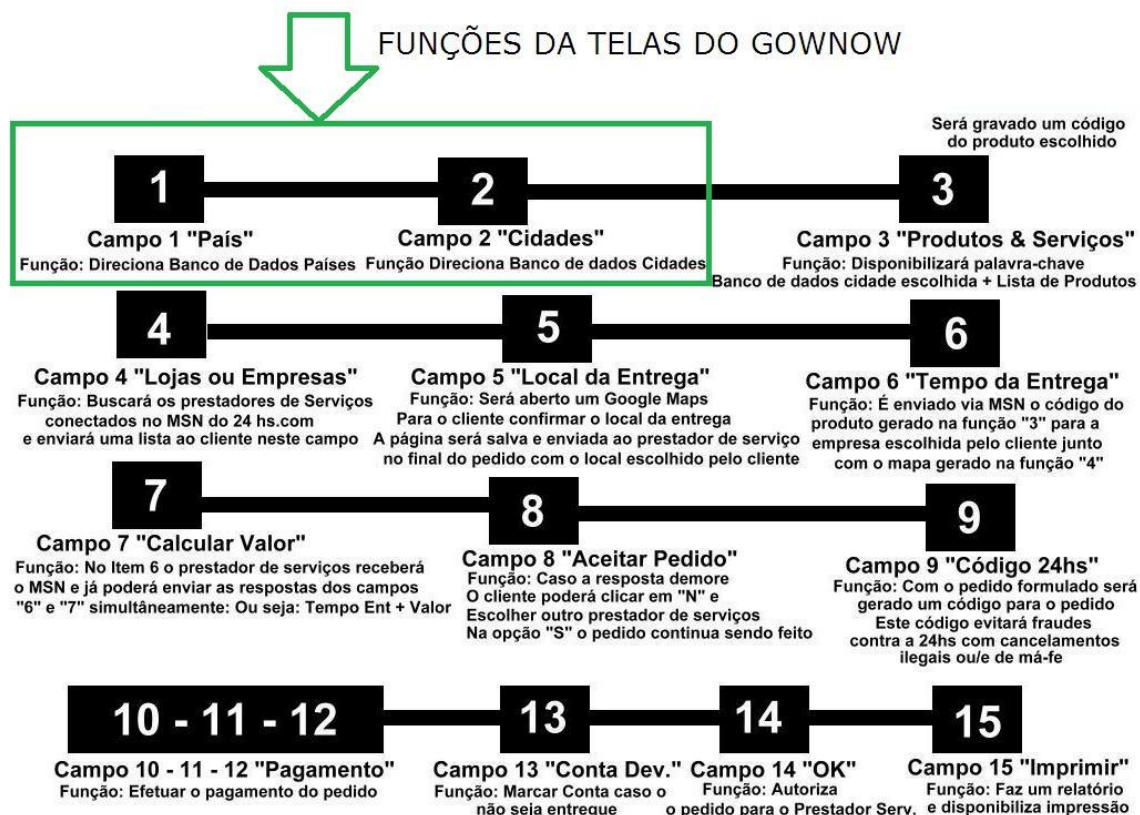 FUNÇÕES DA TELAS DO GOWNOW
Será gravado um código
do produto escolhido
1
2
3
Campo 1 "País"
Função: Direciona Banco de Dados Países
Campo 2 "Cidades"
Função Direciona Banco de dados Cidades
Campo 3 "Produtos & Serviços"
Função: Disponibilizará palavra-chave
Banco de dados cidade escolhida + Lista de Produtos
4
5
6
Campo 4 "Lojas ou Empresas"
Função: Buscará os prestadores de Serviços
conectados no MSN do 24 hs.com
e enviará uma lista ao cliente neste campo
Campo 5 "Local da Entrega"
Função: Será aberto um Google Maps
Para o cliente confirmar o local da entrega
A página será salva e enviada ao prestador de serviço
no final do pedido com o local escolhido pelo cliente
Campo 6 "Tempo da Entrega"
Função: É enviado via MSN o código do
produto gerado na função "3" para a
empresa escolhida pelo cliente junto
com o mapa gerado na função "4"
7
8
9
Campo 7 "Calcular Valor"
Função: No Item 6 o prestador de serviços receberá
o MSN e já poderá enviar as respostas dos campos
"6" e "7" simultâneamente: Ou seja: Tempo Ent + Valor
Campo 8 "Aceitar Pedido"
Função: Caso a resposta demore
O cliente poderá clicar em "N" e
Escolher outro prestador de serviços
Na opção "S" o pedido continua sendo feito
Campo 9 "Código 24hs"
Função: Com o pedido formulado será
gerado um código para o pedido
Este código evitará fraudes
contra a 24hs com cancelamentos
ilegais ou/e de má-fe
10 - 11 - 12
13
14
15
Campo 10 - 11 - 12 "Pagamento"
Função: Efetuar o pagamento do pedido
Campo 13 "Conta Dev."
Função: Marcar Conta caso o
não seja entregue
Campo 14 "OK"
Função: Autoriza
o pedido para o Prestador Serv.
Campo 15 "Imprimir"
Função: Faz um relatório
e disponibiliza impressão